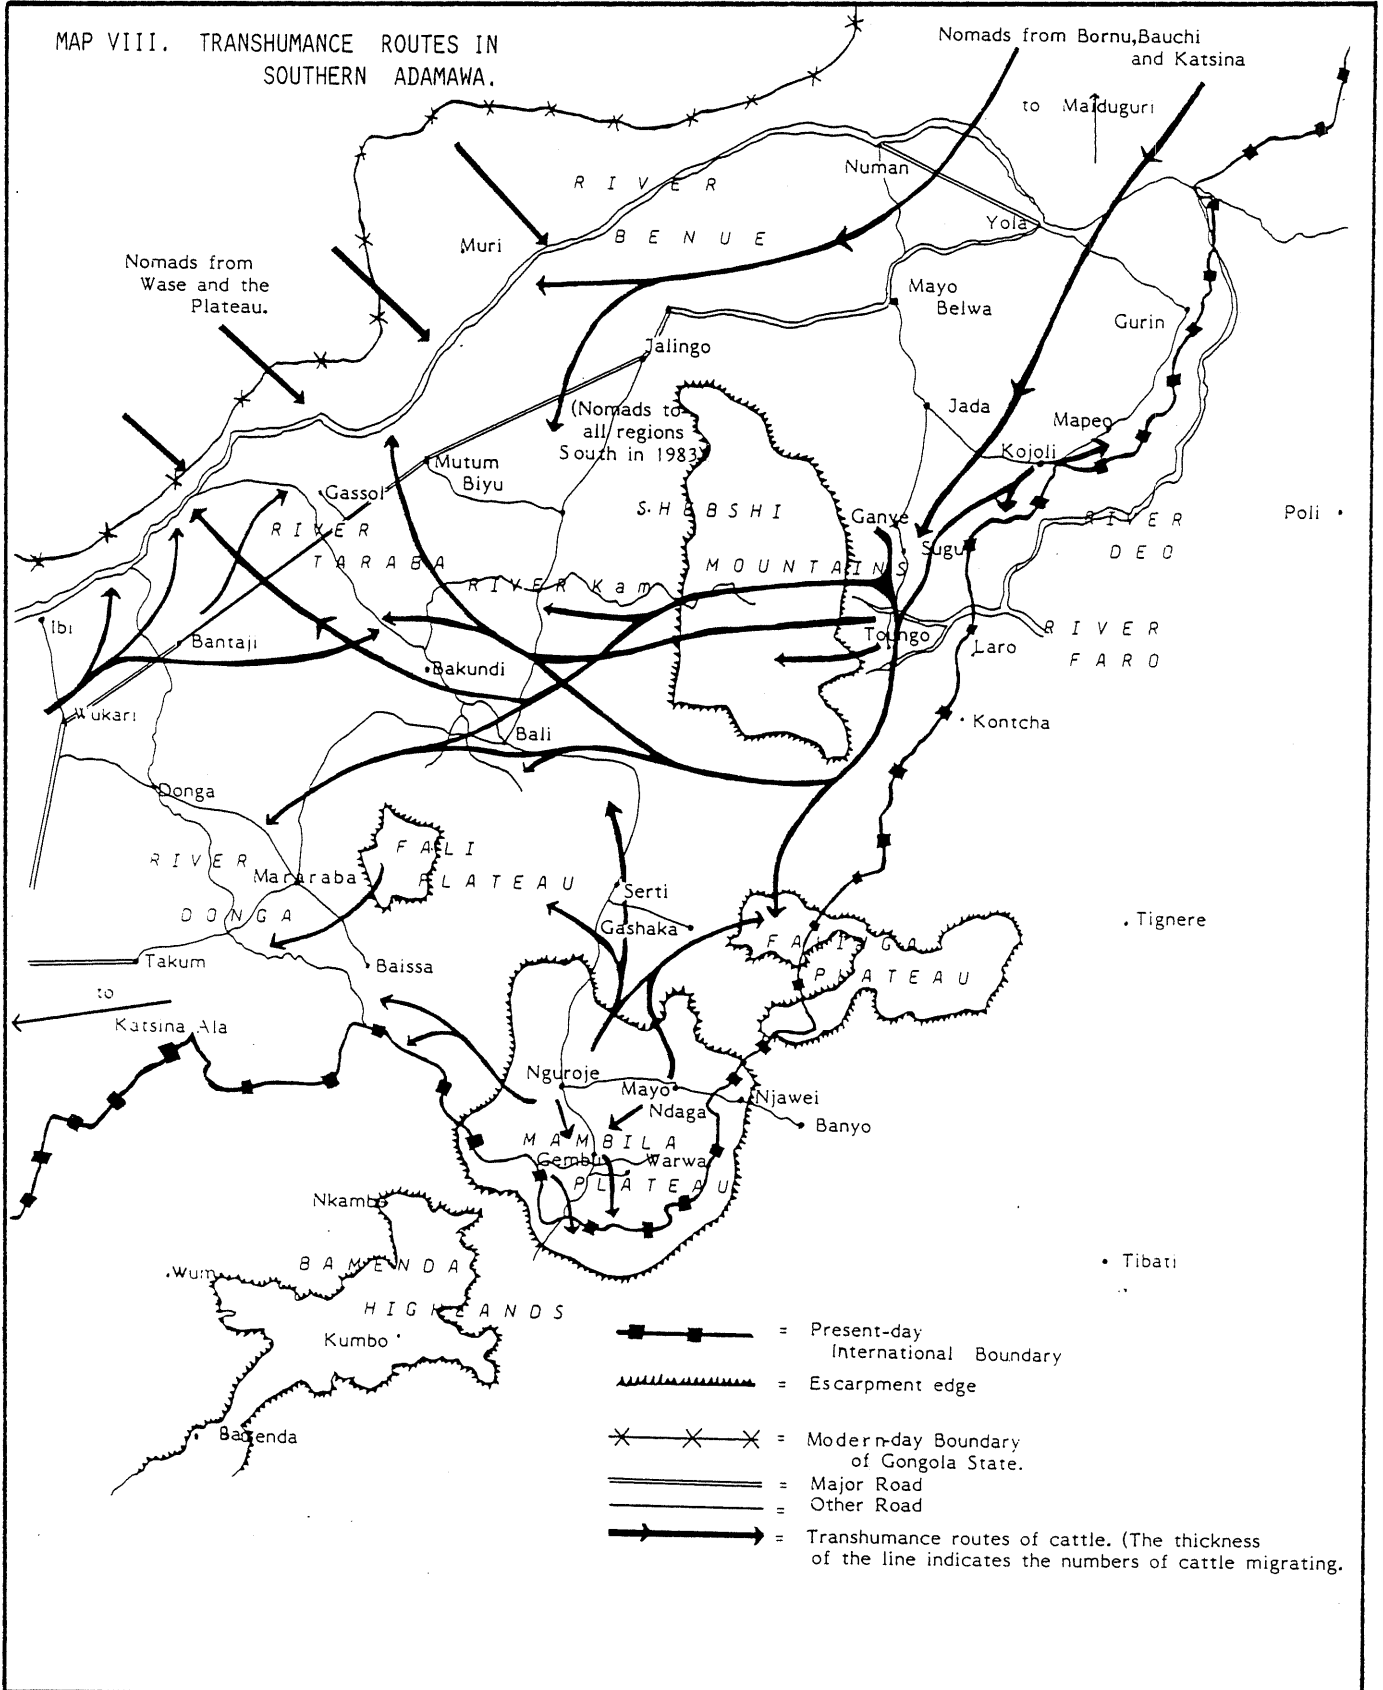 MAP VIII. TRANSHUMANCE ROUTES IN
SOUTHERN ADAMAWA.
Nomads from Bornu,Bauchi
and Katsina
to Maiduguri
Numan
RIVER
BENUE
Yola
Muri
Nomads from
Wase and the
Plateau.
Mayo
Belwa
Gurin
Jalingo
(Nomads to
all regions
South in 1983)
Jada
Mapeo
Kojoli
Mutum
Biyu
Gassol
SHEBSHI
MOUNTAINS
Ganye
Sugu
RIVER
DEO
Poli
RIVER
TARABA
RIVER Kam
Ibi
Bantaji
Bakundi
Toungo
Laro
RIVER
FARO
Wukari
Bali
Kontcha
Donga
FALI
PLATEAU
RIVER
DONGA
Mararaba
Serti
Gashaka
Tignere
Takum
Baissa
PLATEAU
to
Katsina Ala
Nguroje
Mayo
Ndaga
Njawei
Banyo
MAMBILA
PLATEAU
Gembu
Warwa
Nkambe
Wum
BAMENDA
HIGHLANDS
Kumbo
Tibati
Bamenda
= Present-day
International Boundary
= Escarpment edge
= Modern-day Boundary
of Gongola State.
= Major Road
= Other Road
= Transhumance routes of cattle. (The thickness
of the line indicates the numbers of cattle migrating.